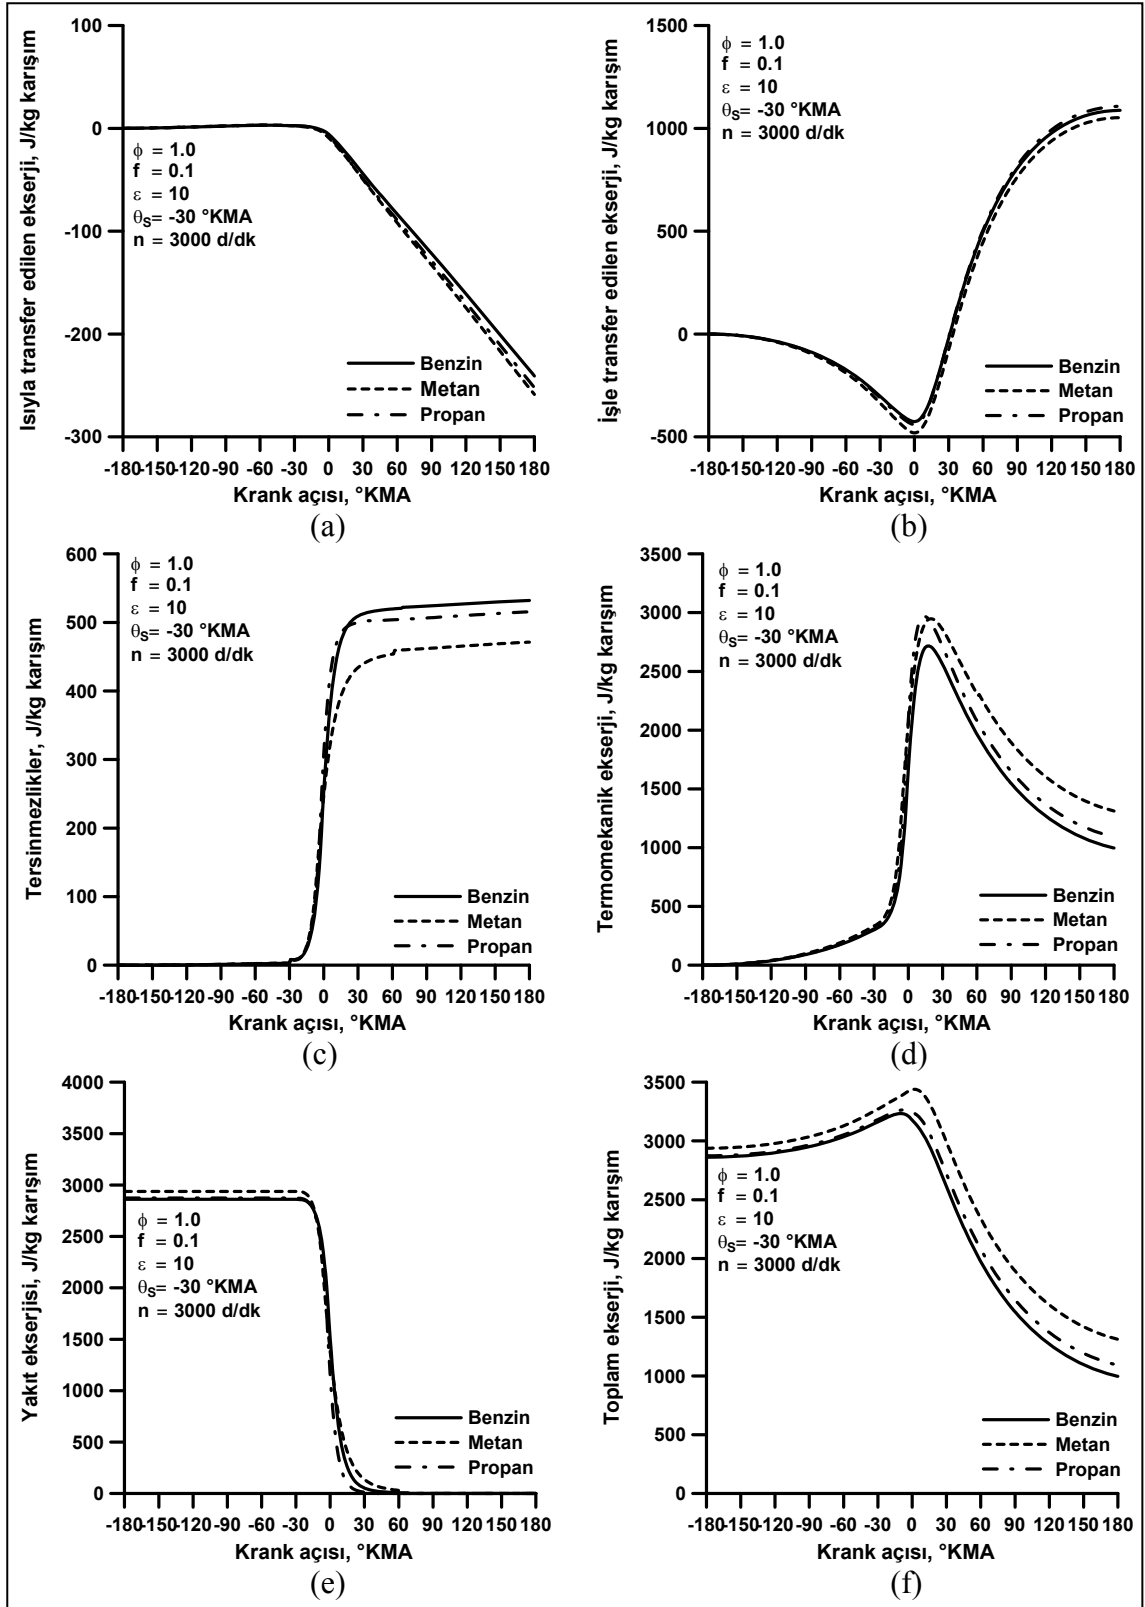 Isıyla transfer edilen ekserji, J/kg karışım
100
0
-100
-200
-300
ϕ = 1.0
f = 0.1
ε = 10
θS= -30 °KMA
n = 3000 d/dk
Benzin
Metan
Propan
-180 -150 -120 -90 -60 -30 0 30 60 90 120 150 180
Krank açısı, °KMA
(a)
İşle transfer edilen ekserji, J/kg karışım
1500
1000
500
0
-500
ϕ = 1.0
f = 0.1
ε = 10
θS= -30 °KMA
n = 3000 d/dk
Benzin
Metan
Propan
-180 -150 -120 -90 -60 -30 0 30 60 90 120 150 180
Krank açısı, °KMA
(b)
Tersinmezlikler, J/kg karışım
600
500
400
300
200
100
0
ϕ = 1.0
f = 0.1
ε = 10
θS= -30 °KMA
n = 3000 d/dk
Benzin
Metan
Propan
-180 -150 -120 -90 -60 -30 0 30 60 90 120 150 180
Krank açısı, °KMA
(c)
Termomekanik ekserji, J/kg karışım
3500
3000
2500
2000
1500
1000
500
0
ϕ = 1.0
f = 0.1
ε = 10
θS= -30 °KMA
n = 3000 d/dk
Benzin
Metan
Propan
-180 -150 -120 -90 -60 -30 0 30 60 90 120 150 180
Krank açısı, °KMA
(d)
Yakıt ekserjisi, J/kg karışım
4000
3500
3000
2500
2000
1500
1000
500
0
ϕ = 1.0
f = 0.1
ε = 10
θS= -30 °KMA
n = 3000 d/dk
Benzin
Metan
Propan
-180 -150 -120 -90 -60 -30 0 30 60 90 120 150 180
Krank açısı, °KMA
(e)
Toplam ekserji, J/kg karışım
3500
3000
2500
2000
1500
1000
500
0
ϕ = 1.0
f = 0.1
ε = 10
θS= -30 °KMA
n = 3000 d/dk
Benzin
Metan
Propan
-180 -150 -120 -90 -60 -30 0 30 60 90 120 150 180
Krank açısı, °KMA
(f)